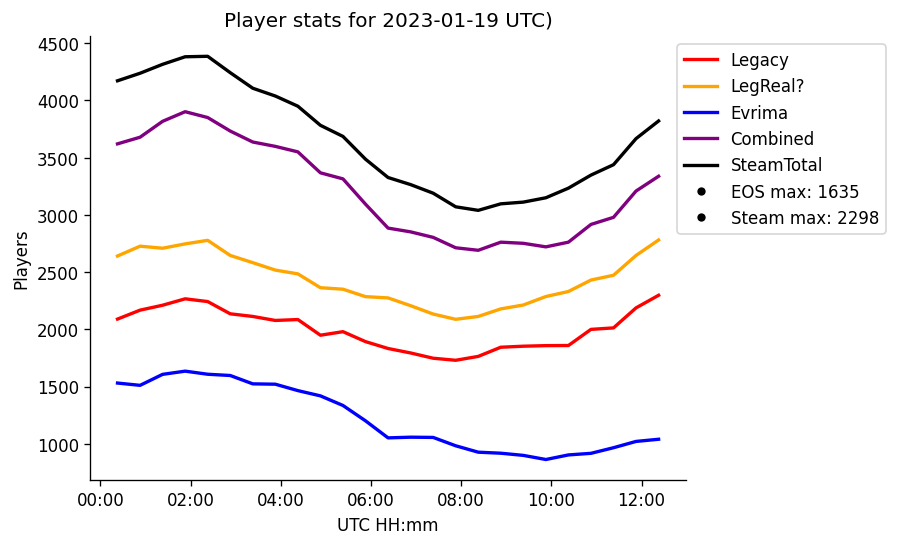 Player stats for 2023-01-19 UTC)
4500
4000
3500
3000
2500
2000
1500
1000
Players
00:00 02:00 04:00 06:00 08:00 10:00 12:00
UTC HH:mm
Legacy
LegReal?
Evrima
Combined
SteamTotal
EOS max: 1635
Steam max: 2298